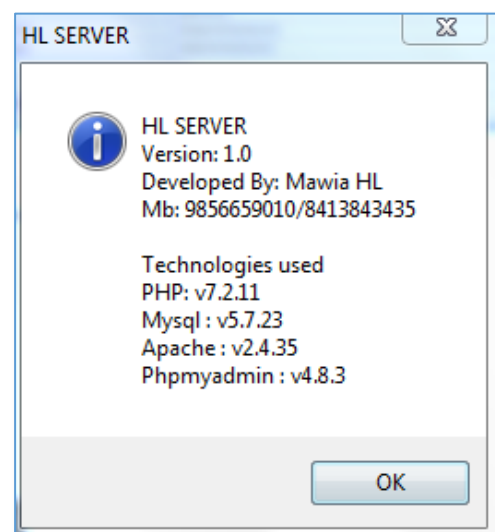 HL SERVER
HL SERVER
Version: 1.0
Developed By: Mawia HL
Mb: 9856659010/8413843435
Technologies used
PHP: v7.2.11
Mysql : v5.7.23
Apache : v2.4.35
Phpmyadmin : v4.8.3
OK